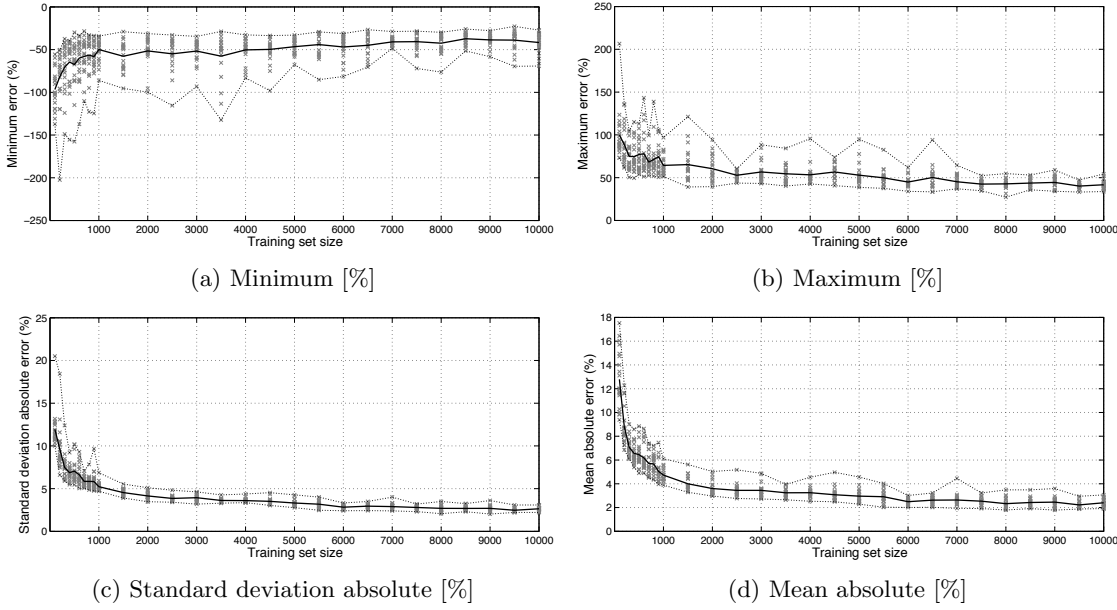 0
−50
−100
−150
−200
−250
Minimum error (%)
1000 2000 3000 4000 5000 6000 7000 8000 9000 10000
Training set size
(a) Minimum [%]
250
200
150
100
50
0
Maximum error (%)
1000 2000 3000 4000 5000 6000 7000 8000 9000 10000
Training set size
(b) Maximum [%]
25
20
15
10
5
0
Standard deviation absolute error (%)
1000 2000 3000 4000 5000 6000 7000 8000 9000 10000
Training set size
(c) Standard deviation absolute [%]
18
16
14
12
10
8
6
4
2
0
Mean absolute error (%)
1000 2000 3000 4000 5000 6000 7000 8000 9000 10000
Training set size
(d) Mean absolute [%]